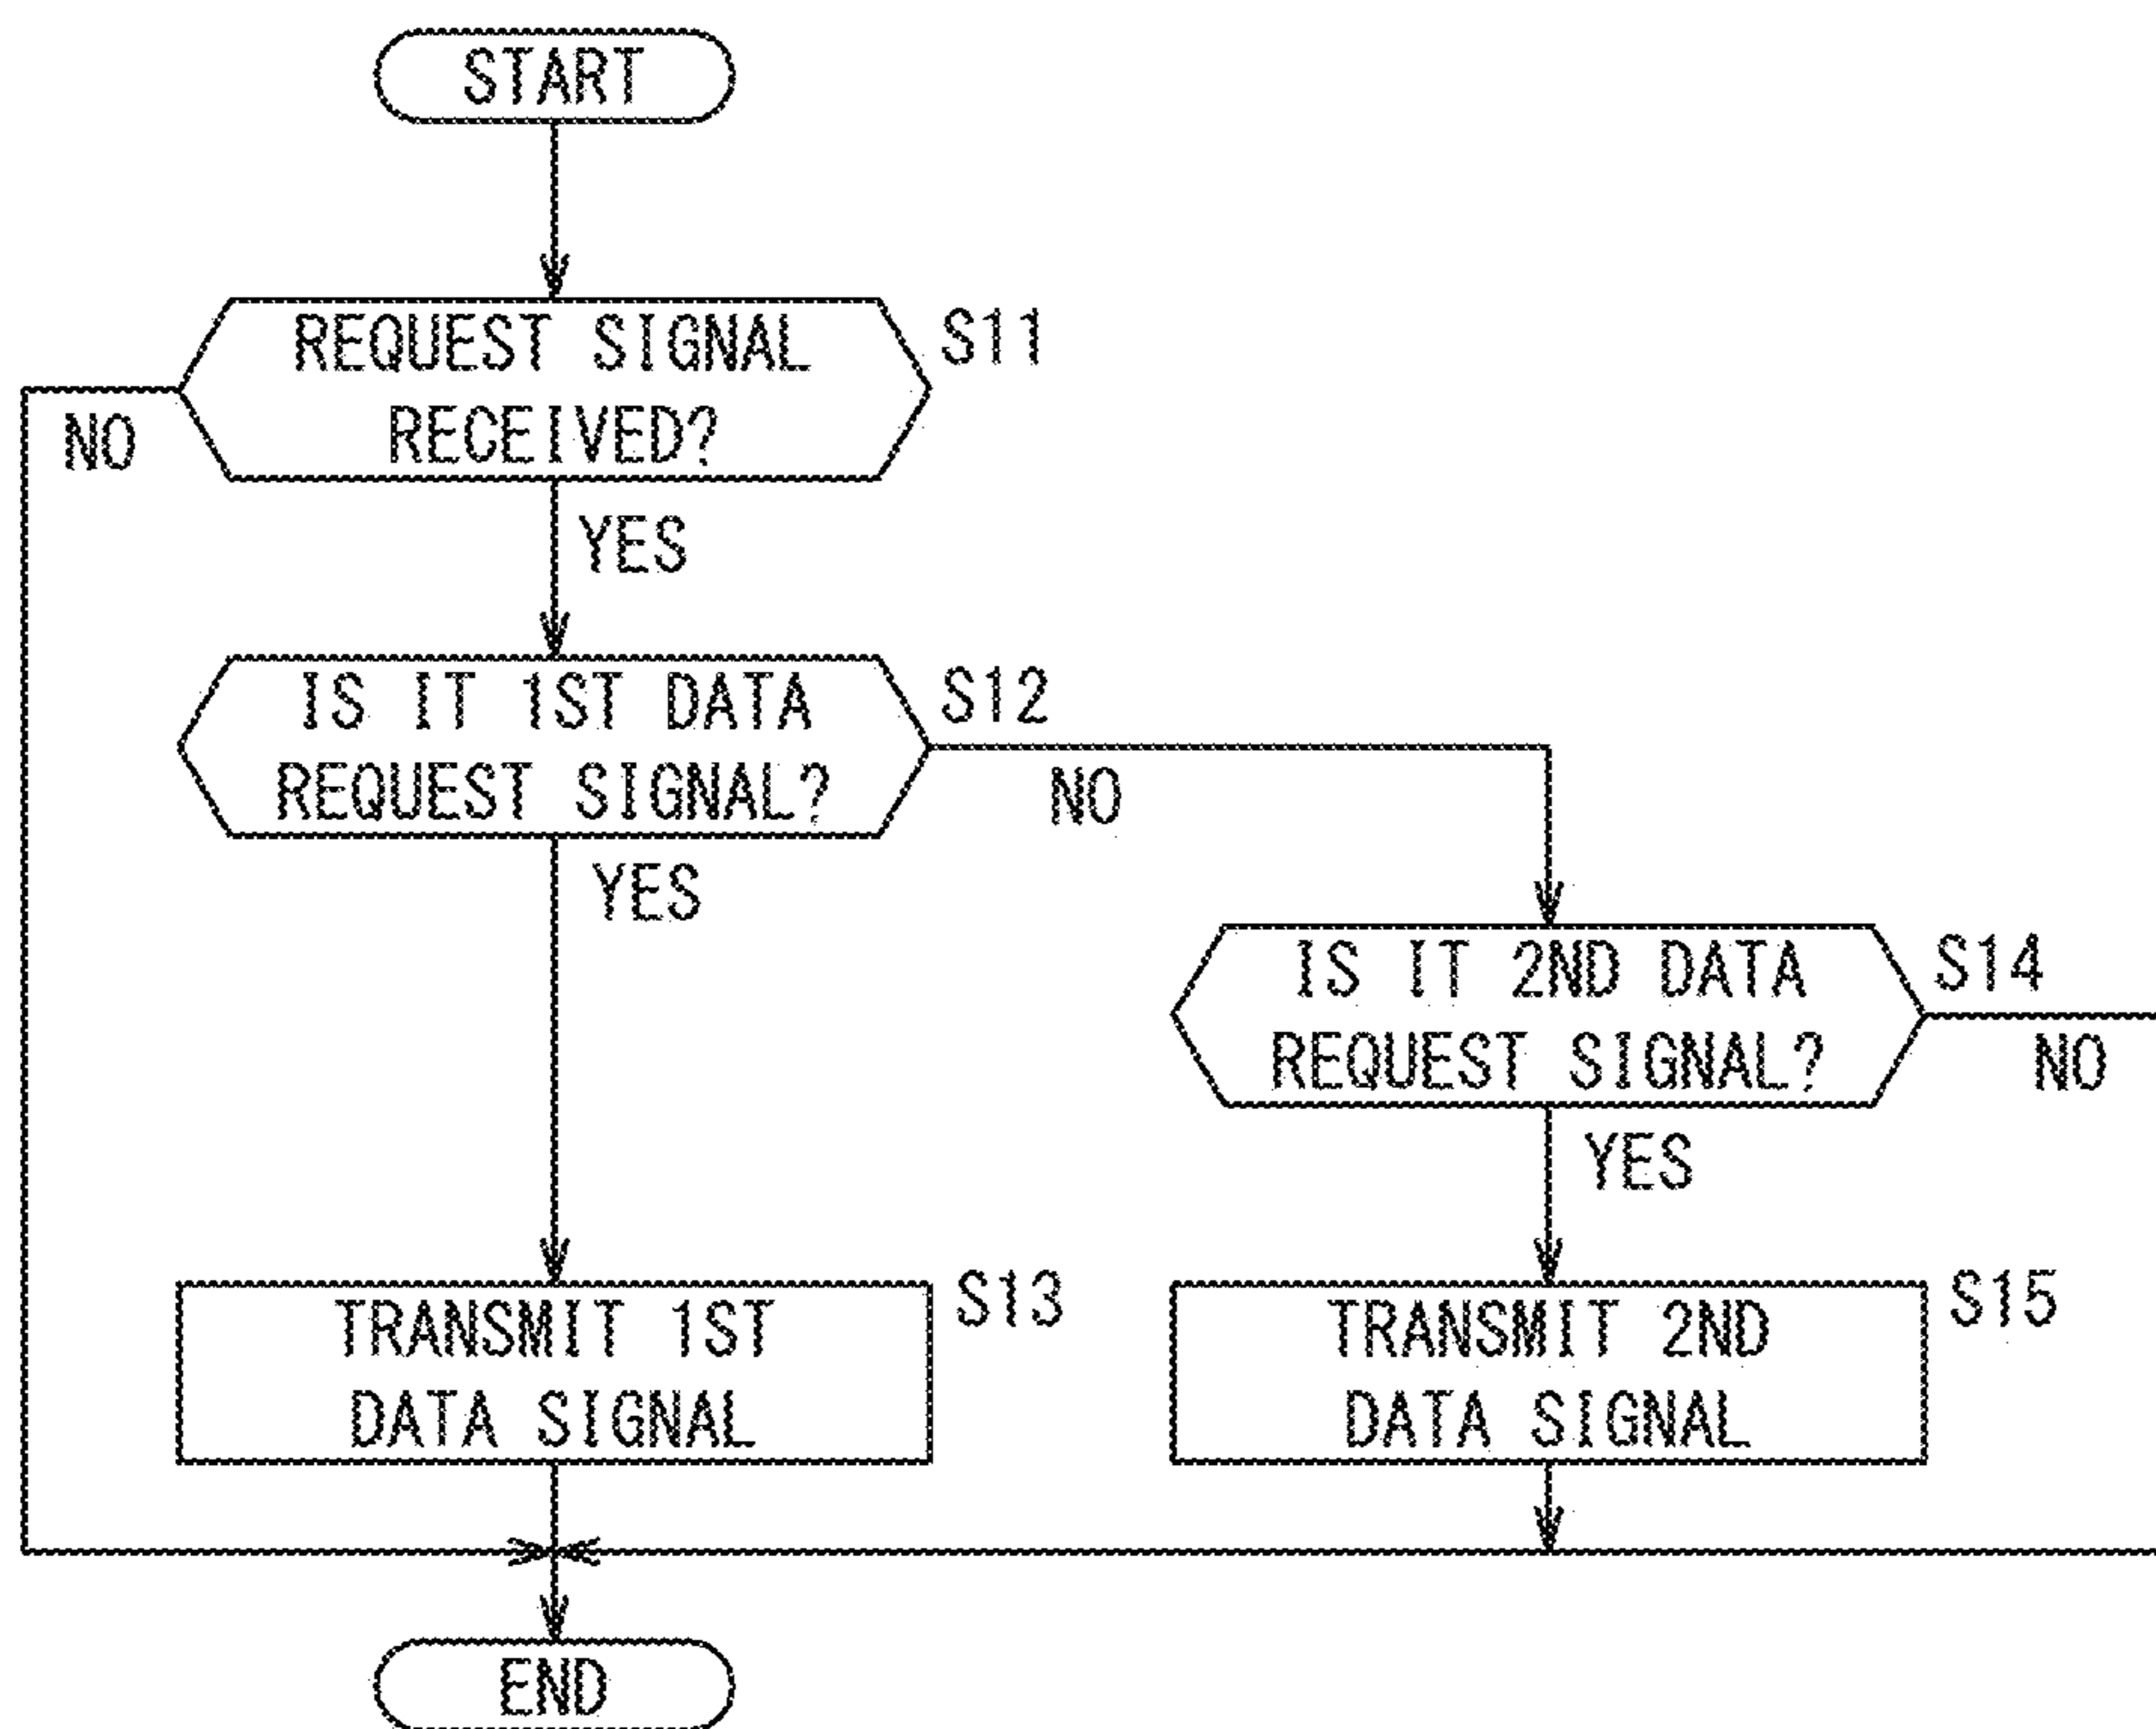 START
REQUEST SIGNAL
RECEIVED?
S11
NO
YES
IS IT 1ST DATA
REQUEST SIGNAL?
S12
NO
YES
IS IT 2ND DATA
REQUEST SIGNAL?
S14
NO
YES
TRANSMIT 1ST
DATA SIGNAL
S13
TRANSMIT 2ND
DATA SIGNAL
S15
END